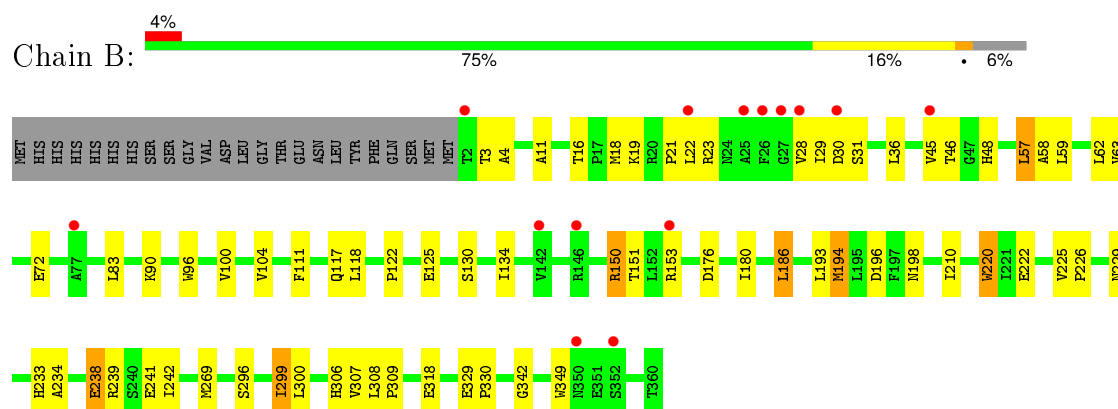 4%
Chain B:
75% 16% • 6%
MET HIS HIS HIS HIS HIS HIS SER SER GLY VAL ASP LEU GLY THR GLU ASN LEU TYR PHE GLN SER MET MET T2 T3 A4 A11 T16 P17 M18 K19 R20 P21 L22 R23 N24 A25 F26 G27 V28 I29 D30 S31 L36 V45 T46 G47 H48 L57 A58 L59 L62 V63
E72 A77 L83 K90 W96 V100 V104 F111 Q117 L118 P122 E125 S130 I134 V142 R146 R150 T151 L152 R153 D176 I180 L186 L193 M194 L195 D196 F197 N198 I210 W220 I221 E222 V225 P226 N229
H233 A234 E238 R239 S240 E241 I242 M269 S296 I299 L300 H306 V307 L308 P309 E318 E329 P330 G342 W349 N350 E351 S352 T360